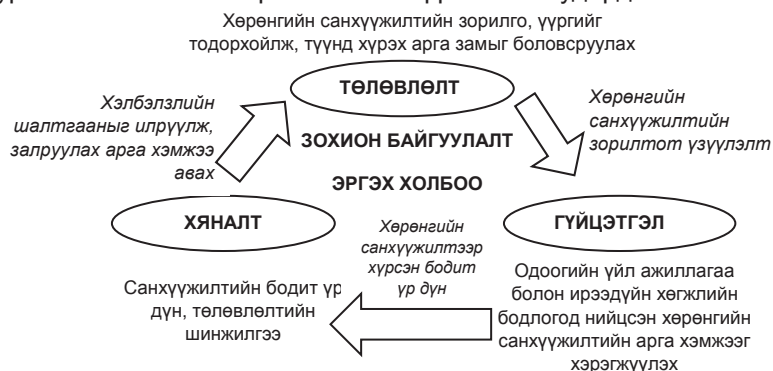 Хөрөнгийн санхүүжилтийн зорилго, үүргийг
тодорхойлж, түүнд хүрэх арга замыг боловсруулах
ТӨЛӨВЛӨЛТ
Хэлбэлзлийн
шалтгааныг илрүүлж,
залруулах арга хэмжээ
авах
Хөрөнгийн
санхүүжилтийн
зорилтот үзүүлэлт
ЗОХИОН БАЙГУУЛАЛТ
ЭРГЭХ ХОЛБОО
ХЯНАЛТ
ГҮЙЦЭТГЭЛ
Хөрөнгийн
санхүүжилтээр
хүрсэн бодит
үр дүн
Санхүүжилтийн бодит үр
дүн, төлөвлөлтийн
шинжилгээ
Одоогийн үйл ажиллагаа
болон ирээдүйн хөгжлийн
бодлогод нийцсэн хөрөнгийн
санхүүжилтийн арга хэмжээг
хэрэгжүүлэх